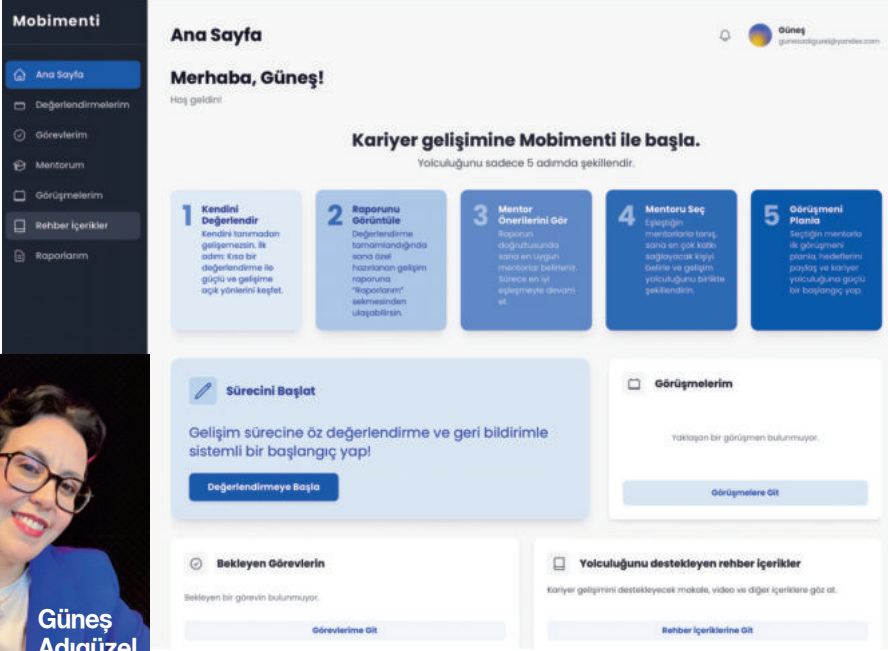 Mobimenti
Ana Sayfa
Değerlendirmelerim
Görevlerim
Mentorum
Görüşmelerim
Rehber İçerikler
Raporlarım
Ana Sayfa
Güneş
Merhaba, Güneş!
Hoş geldin!
Kariyer gelişimine Mobimenti ile başla.
Yolculuğunu sadece 5 adımda şekillendir.
1
Kendini
Değerlendir
Kendini tanımadan
gelişemezsin. İlk
adım: Kısa bir
değerlendirme ile
güçlü ve gelişime
açık yönlerini keşfet.
2
Raporunu
Görüntüle
Değerlendirme
tamamlandığında
sana özel
hazırlanan gelişim
raporuna
"Raporlarım"
sekmesinden
ulaşabilirsin.
3
Mentor
Önerilerini Gör
Raporun
doğrultusunda
sana en uygun
mentorlar belirlenir.
Sürece en iyi
eşleşmeyle devam
et.
4
Mentoru Seç
Eşleştiğin
mentorlarla tanış,
sana en çok katkı
sağlayacak kişiyi
belirle ve gelişim
yolculuğunu birlikte
şekillendirin.
5
Görüşmeni
Planla
Seçtiğin mentorla
ilk görüşmeni
planla, hedeflerini
paylaş ve kariyer
yolculuğuna güçlü
bir başlangıç yap.
Sürecini Başlat
Gelişim sürecine öz değerlendirme ve geri bildirimle
sistemli bir başlangıç yap!
Değerlendirmeye Başla
Görüşmelerim
Yaklaşan bir görüşmen bulunmuyor.
Görüşmelere Git
Bekleyen Görevlerin
Bekleyen bir görevin bulunmuyor.
Görevlerime Git
Yolculuğunu destekleyen rehber içerikler
Kariyer gelişimini destekleyecek makale, video ve diğer içeriklere göz at.
Rehber İçeriklerine Git
Güneş
Adıgüzel